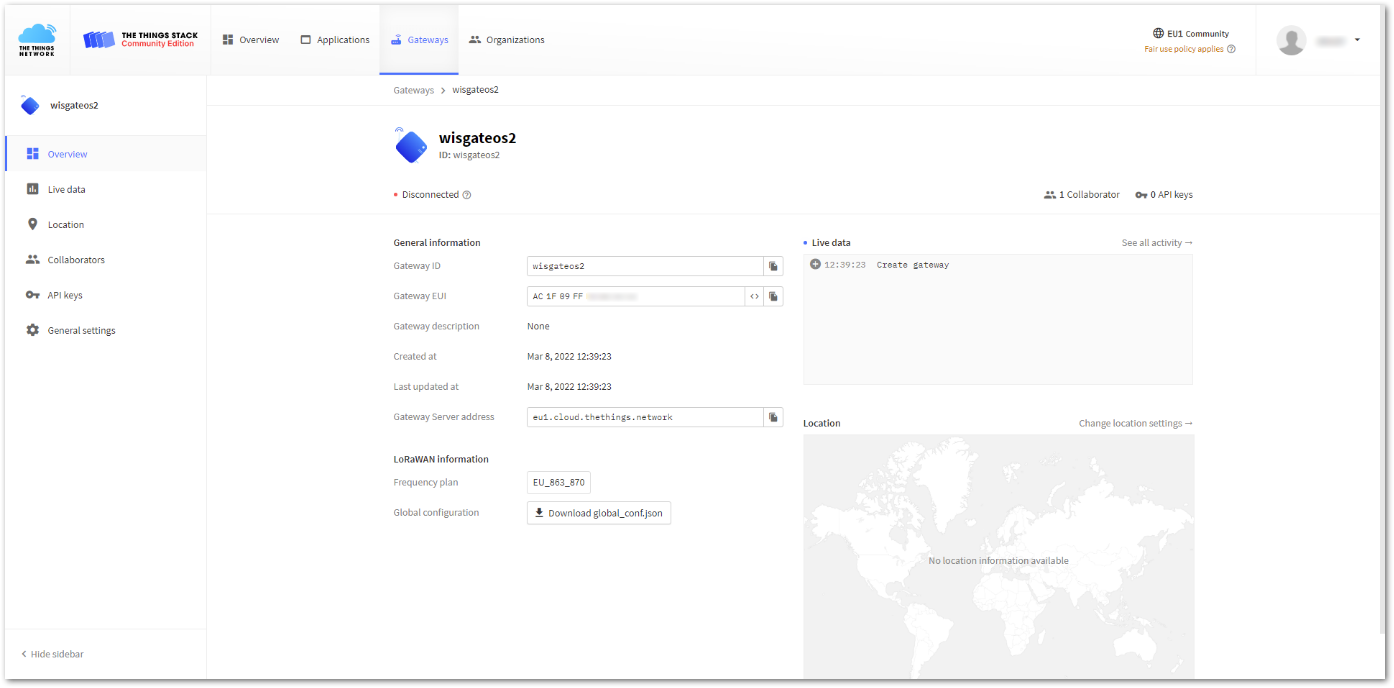 THE THINGS
NETWORK
THE THINGS STACK
Community Edition
Overview
Applications
Gateways
Organizations
EU1 Community
Fair use policy applies
wisgateos2
Overview
Live data
Location
Collaborators
API keys
General settings
Hide sidebar
Gateways > wisgateos2
wisgateos2
ID: wisgateos2
Disconnected
1 Collaborator
0 API keys
General information
Gateway ID
wisgateos2
Gateway EUI
AC 1F 09 FF
Gateway description
None
Created at
Mar 8, 2022 12:39:23
Last updated at
Mar 8, 2022 12:39:23
Gateway Server address
eu1.cloud.thethings.network
LoRaWAN information
Frequency plan
EU_863_870
Global configuration
Download global_conf.json
Live data
See all activity →
12:39:23 Create gateway
Location
Change location settings →
No location information available